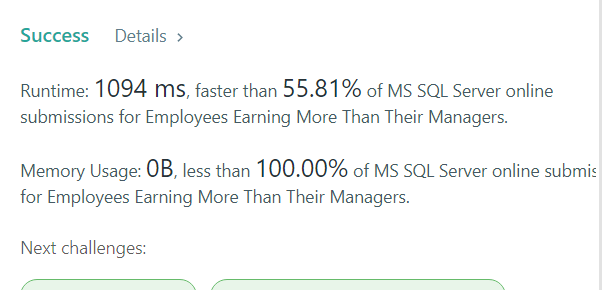 Success Details >
Runtime: 1094 ms, faster than 55.81% of MS SQL Server online
submissions for Employees Earning More Than Their Managers.
Memory Usage: 0B, less than 100.00% of MS SQL Server online submis
for Employees Earning More Than Their Managers.
Next challenges: